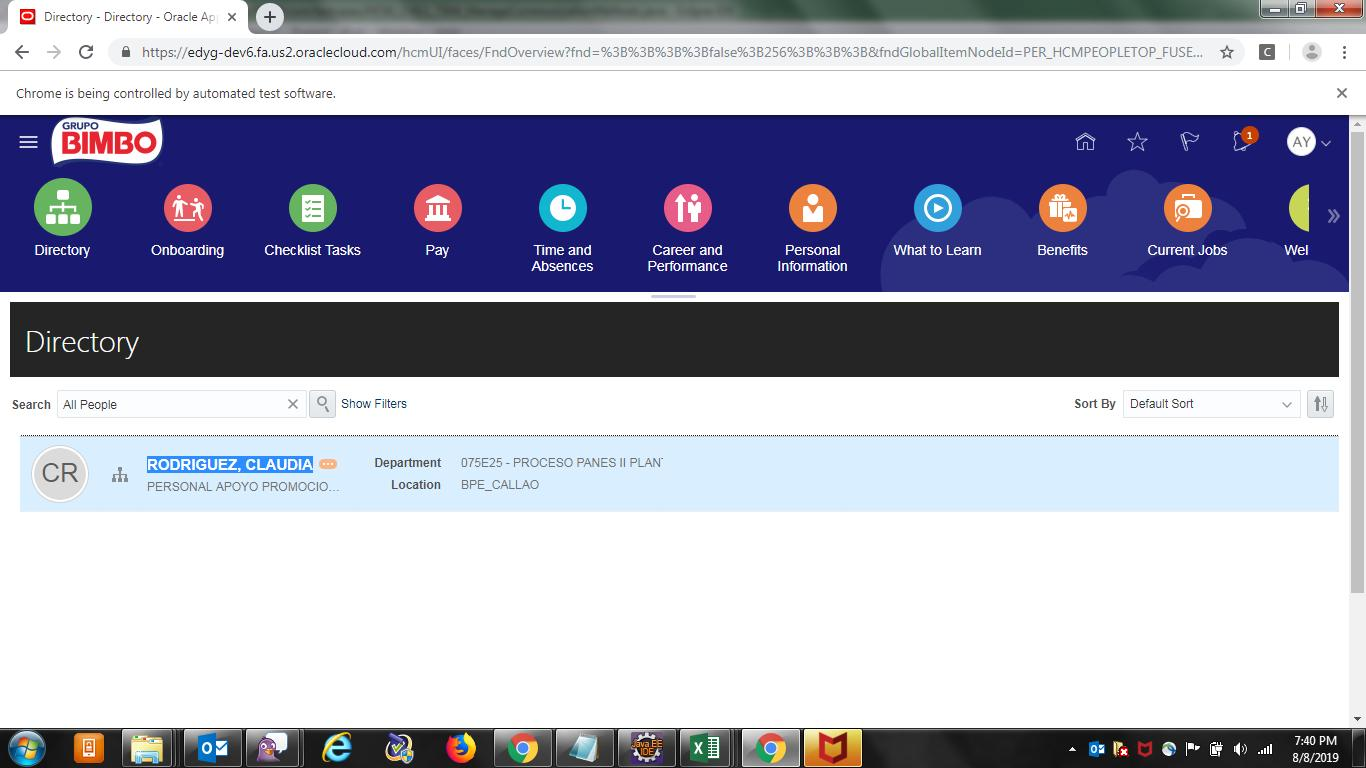 Directory - Directory - Oracle Ap
https://edyg-dev6.fa.us2.oraclecloud.com/hcmUI/faces/FndOverview?fnd=%3B%3B%3B%3Bfalse%3B256%3B%3B%3B&fndGlobalItemNodeId=PER_HCMPEOPLETOP_FUSE...
C
Chrome is being controlled by automated test software.
GRUPO
BIMBO
1
AY
Directory
Onboarding
Checklist Tasks
Pay
Time and
Absences
Career and
Performance
Personal
Information
What to Learn
Benefits
Current Jobs
Wel
Directory
Search
All People
Show Filters
Sort By
Default Sort
CR
RODRIGUEZ, CLAUDIA
Department
075E25 - PROCESO PANES II PLAN
PERSONAL APOYO PROMOCIO...
Location
BPE_CALLAO
Java EE
IDE
7:40 PM
8/8/2019